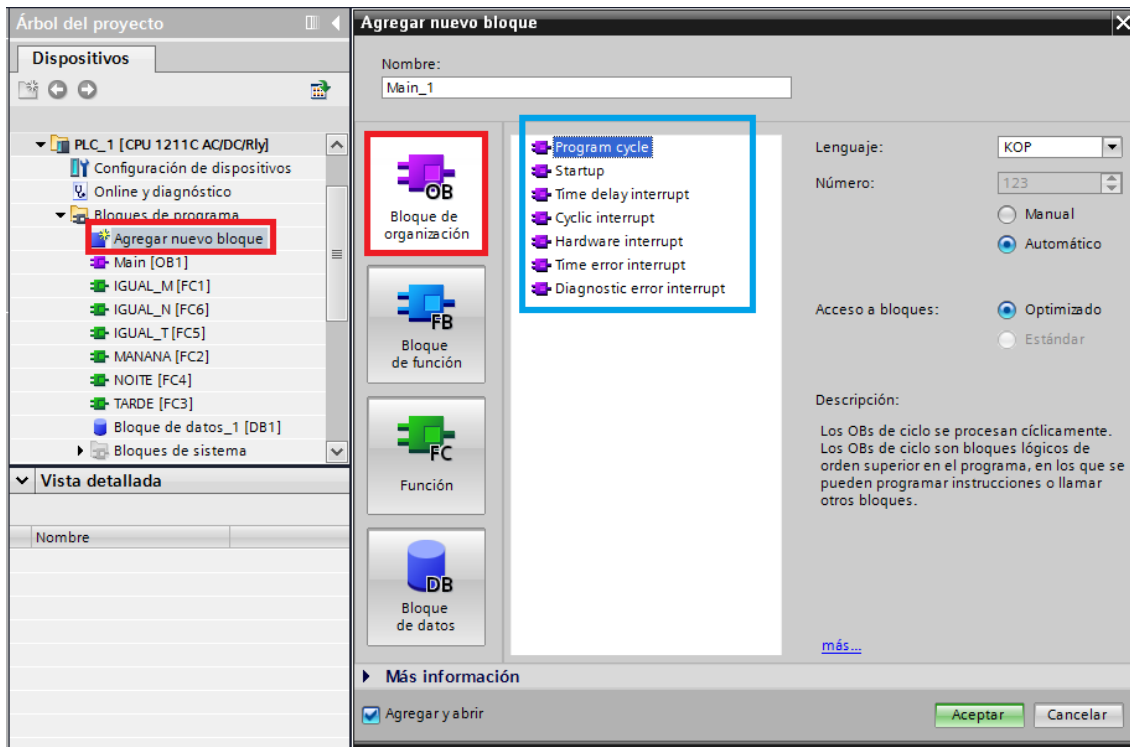 Árbol del proyecto
Dispositivos
PLC_1 [CPU 1211C AC/DC/Rly]
Configuración de dispositivos
Online y diagnóstico
Bloques de programa
Agregar nuevo bloque
Main [OB1]
IGUAL_M [FC1]
IGUAL_N [FC6]
IGUAL_T [FC5]
MANANA [FC2]
NOITE [FC4]
TARDE [FC3]
Bloque de datos_1 [DB1]
Bloques de sistema
Vista detallada
Nombre
Agregar nuevo bloque
Nombre:
Main_1
OB
Bloque de
organización
FB
Bloque
de función
FC
Función
DB
Bloque
de datos
Program cycle
Startup
Time delay interrupt
Cyclic interrupt
Hardware interrupt
Time error interrupt
Diagnostic error interrupt
Lenguaje:
KOP
Número:
123
Manual
Automático
Acceso a bloques:
Optimizado
Estándar
Descripción:
Los OBs de ciclo se procesan cíclicamente.
Los OBs de ciclo son bloques lógicos de
orden superior en el programa, en los que se
pueden programar instrucciones o llamar
otros bloques.
más...
Más información
Agregar y abrir
Aceptar
Cancelar